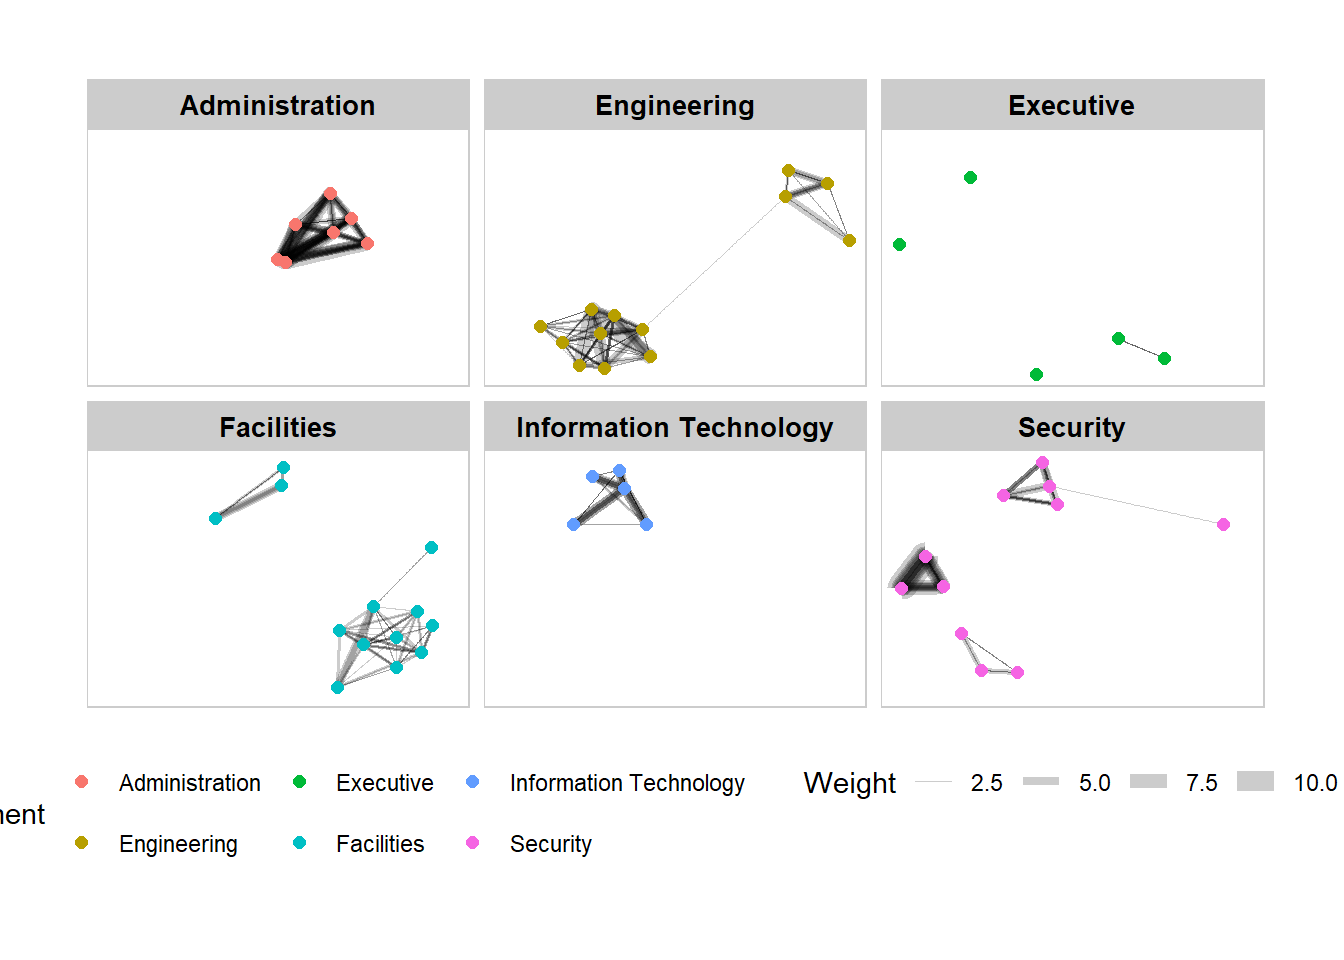 Administration Engineering Executive
Facilities Information Technology Security
Administration Executive Information Technology Weight 2.5 5.0 7.5 10.0
ment
Engineering Facilities Security